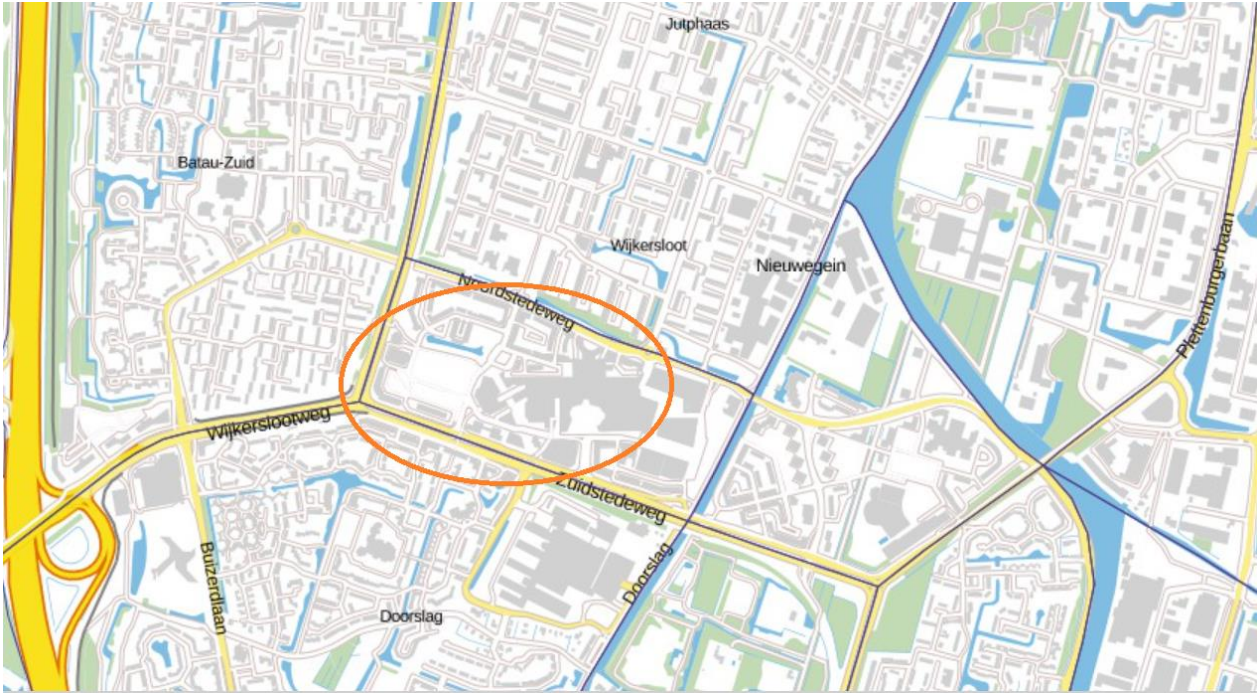 Jutphaas
Batau-Zuid
Wijkersloot
Nieuwegein
Noordstedeweg
Plettenburgerbaan
Wijkerslootweg
Zuidstedeweg
Buizerdlaan
Doorslag
Doorslag